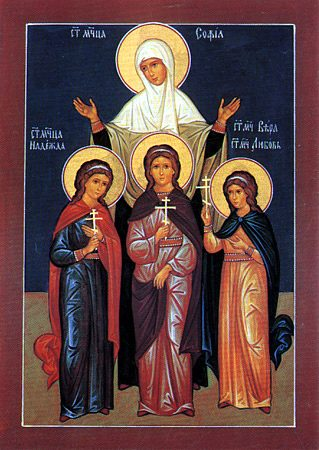 СТ҃ МЧ҃ЦА СОФIА
СТ҃ МЧ҃ЦА
НАДЕЖДА
СТ҃ МЧ҃ ВѢРА
СТ҃ МЧ҃ ЛЮБОВЬ